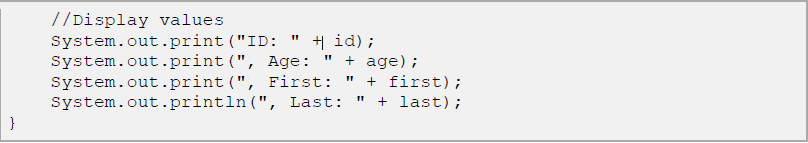 //Display values
System.out.print("ID: " + id);
System.out.print(", Age: " + age);
System.out.print(", First: " + first);
System.out.println(", Last: " + last);
}